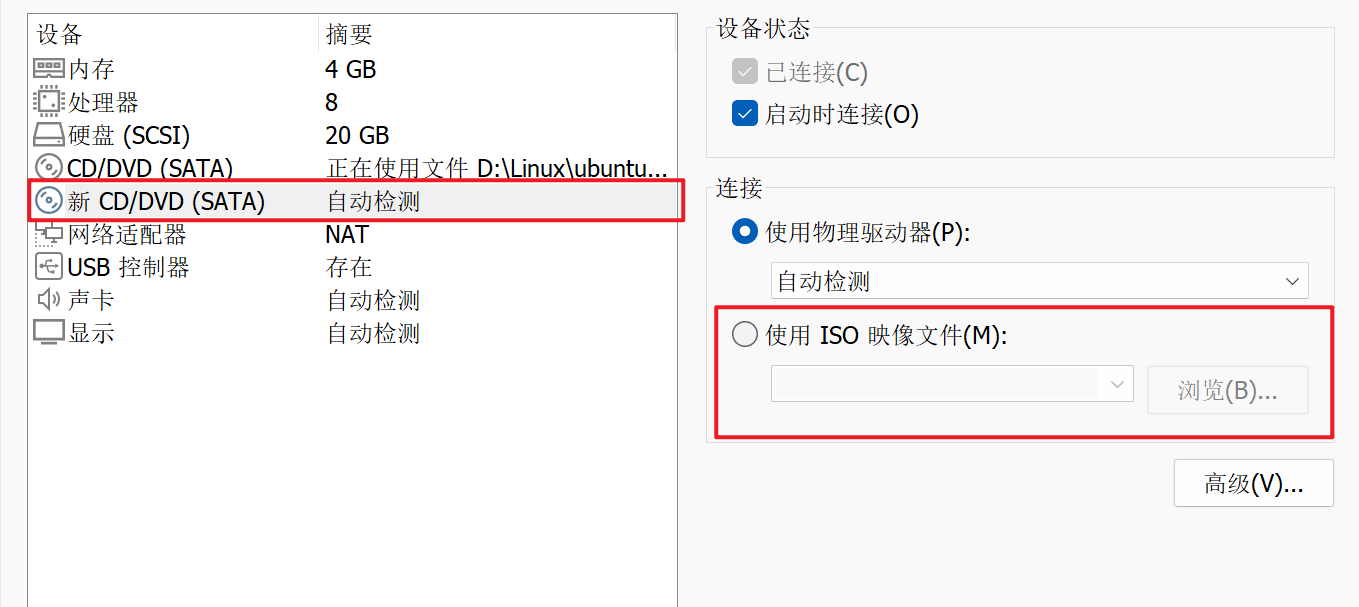 设备 摘要
内存 4 GB
处理器 8
硬盘 (SCSI) 20 GB
CD/DVD (SATA) 正在使用文件 D:\Linux\ubuntu...
新 CD/DVD (SATA) 自动检测
网络适配器 NAT
USB 控制器 存在
声卡 自动检测
显示 自动检测
设备状态
已连接(C)
启动时连接(O)
连接
使用物理驱动器(P):
自动检测
使用 ISO 映像文件(M):
浏览(B)...
高级(V)...